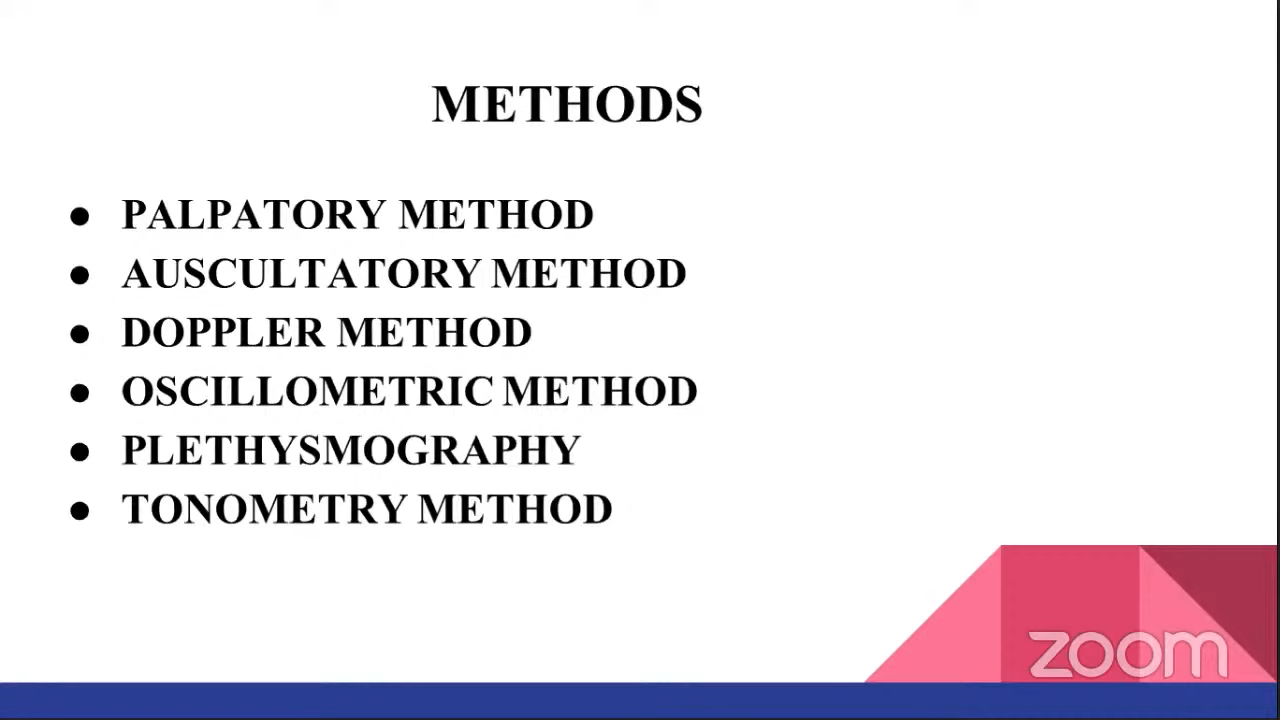 METHODS
● PALPATORY METHOD
● AUSCULTATORY METHOD
● DOPPLER METHOD
● OSCILLOMETRIC METHOD
● PLETHYSMOGRAPHY
● TONOMETRY METHOD
zoom